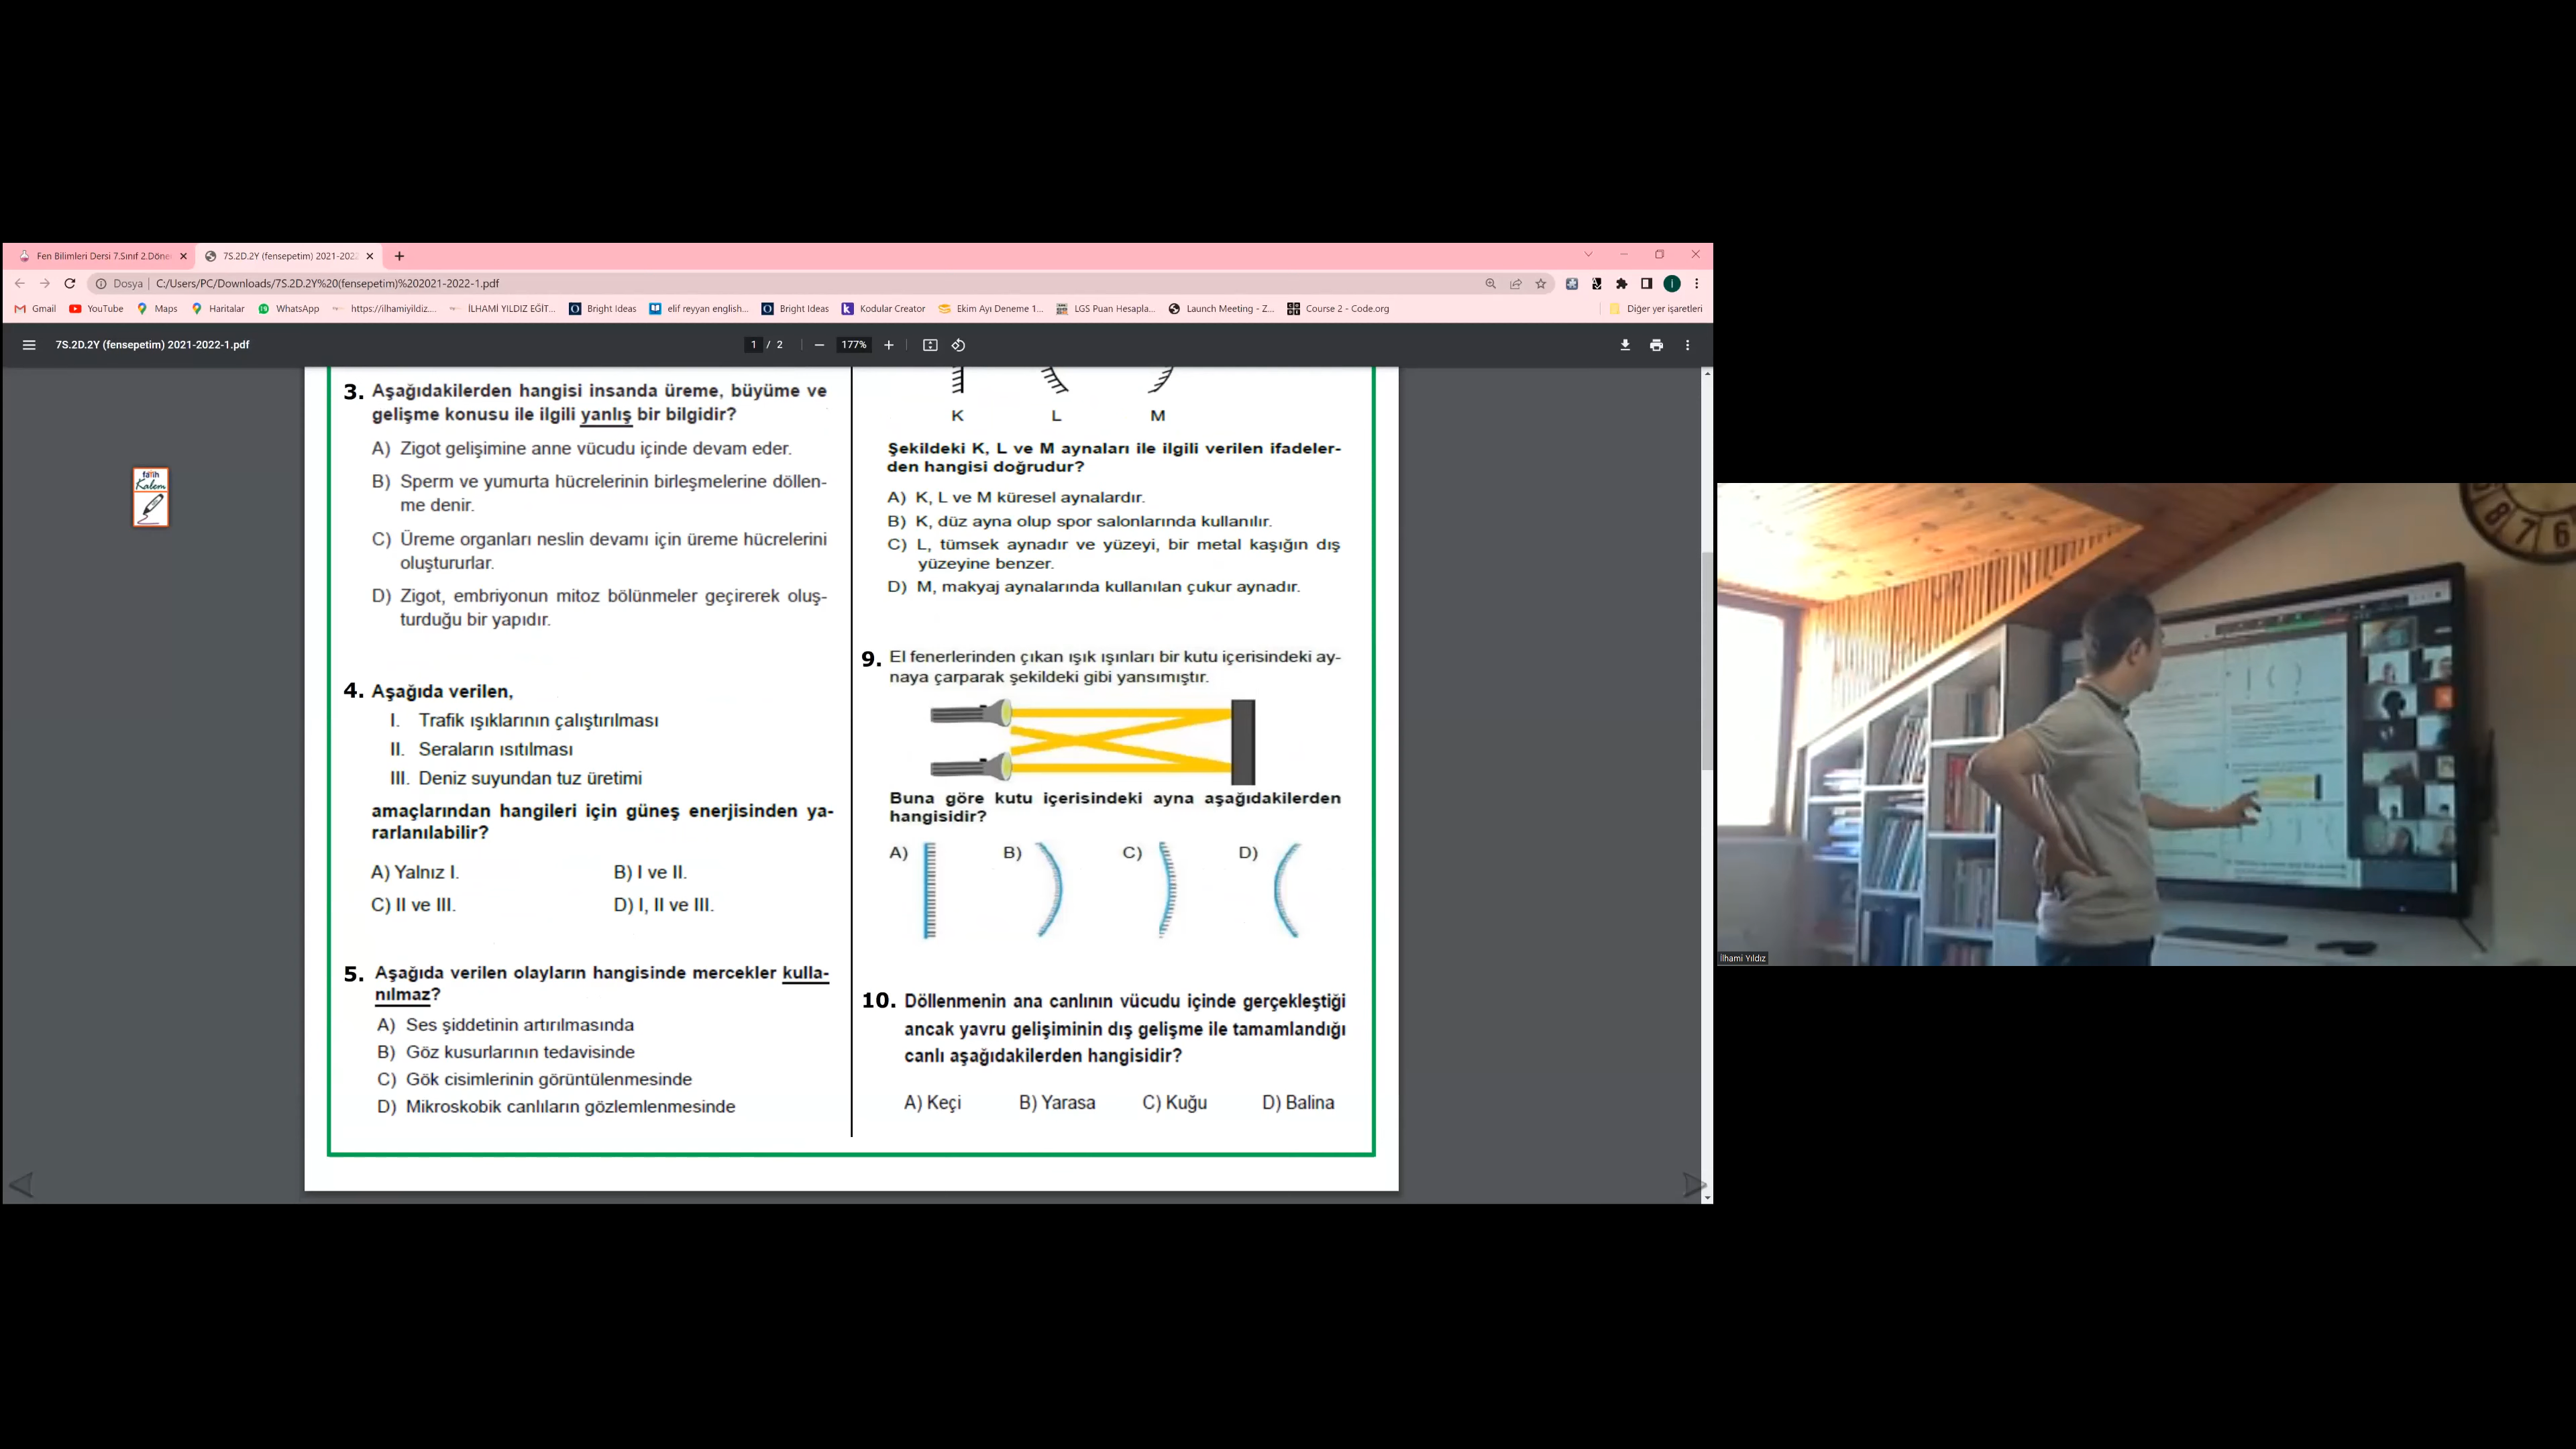 Fen Bilimleri Dersi 7.Sınıf 2.Döne
7S.2D.2Y (fensepetim) 2021-202
Dosya
C:/Users/PC/Downloads/7S.2D.2Y%20(fensepetim)%202021-2022-1.pdf
Gmail
YouTube
Maps
Haritalar
WhatsApp
https://ilhamiyildiz....
İLHAMİ YILDIZ EĞİT...
Bright Ideas
elif reyyan english...
Bright Ideas
Kodular Creator
Ekim Ayı Deneme 1...
LGS Puan Hesapla...
Launch Meeting - Z...
Course 2 - Code.org
Diğer yer işaretleri
7S.2D.2Y (fensepetim) 2021-2022-1.pdf
1 / 2
177%
fatih
Kalem
3. Aşağıdakilerden hangisi insanda üreme, büyüme ve
gelişme konusu ile ilgili yanlış bir bilgidir?
A) Zigot gelişimine anne vücudu içinde devam eder.
B) Sperm ve yumurta hücrelerinin birleşmelerine döllen-
me denir.
C) Üreme organları neslin devamı için üreme hücrelerini
oluştururlar.
D) Zigot, embriyonun mitoz bölünmeler geçirerek oluş-
turduğu bir yapıdır.
4. Aşağıda verilen,
I. Trafik ışıklarının çalıştırılması
II. Seraların ısıtılması
III. Deniz suyundan tuz üretimi
amaçlarından hangileri için güneş enerjisinden ya-
rarlanılabilir?
A) Yalnız I.
B) I ve II.
C) II ve III.
D) I, II ve III.
5. Aşağıda verilen olayların hangisinde mercekler kulla-
nılmaz?
A) Ses şiddetinin artırılmasında
B) Göz kusurlarının tedavisinde
C) Gök cisimlerinin görüntülenmesinde
D) Mikroskobik canlıların gözlemlenmesinde
K L M
Şekildeki K, L ve M aynaları ile ilgili verilen ifadeler-
den hangisi doğrudur?
A) K, L ve M küresel aynalardır.
B) K, düz ayna olup spor salonlarında kullanılır.
C) L, tümsek aynadır ve yüzeyi, bir metal kaşığın dış
yüzeyine benzer.
D) M, makyaj aynalarında kullanılan çukur aynadır.
9. El fenerlerinden çıkan ışık ışınları bir kutu içerisindeki ay-
naya çarparak şekildeki gibi yansımıştır.
Buna göre kutu içerisindeki ayna aşağıdakilerden
hangisidir?
A) B) C) D)
10. Döllenmenin ana canlının vücudu içinde gerçekleştiği
ancak yavru gelişiminin dış gelişme ile tamamlandığı
canlı aşağıdakilerden hangisidir?
A) Keçi B) Yarasa C) Kuğu D) Balina
8 7 6
İlhami Yıldız